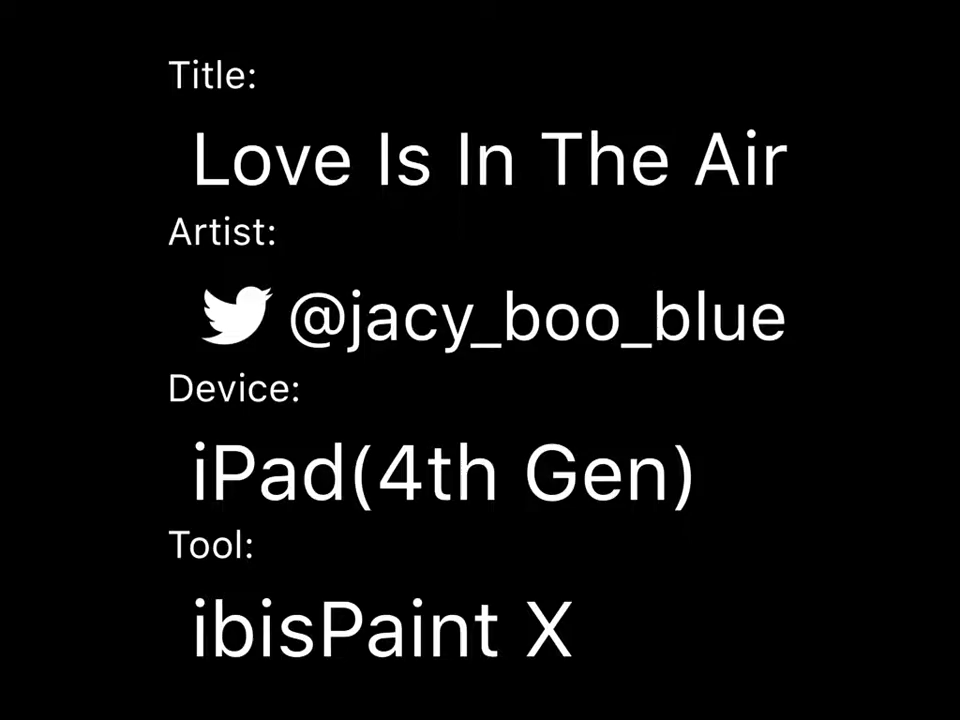 Title:
Love Is In The Air
Artist:
@jacy_boo_blue
Device:
iPad(4th Gen)
Tool:
ibisPaint X